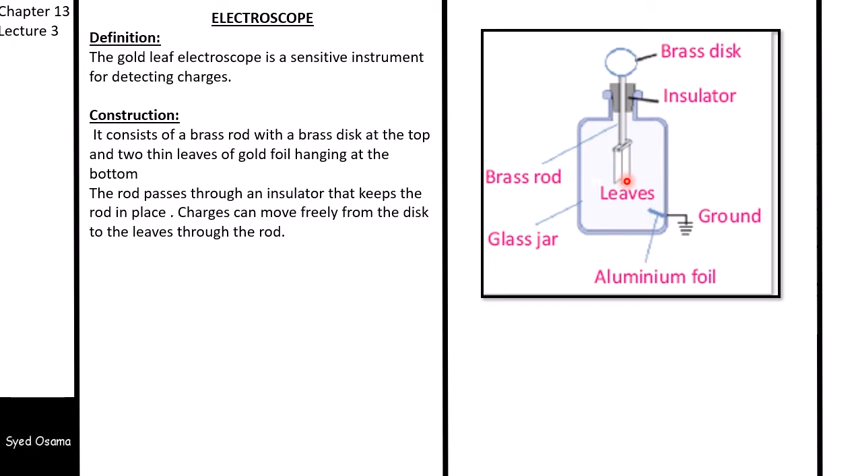 Chapter 13
Lecture 3
ELECTROSCOPE
Definition:
The gold leaf electroscope is a sensitive instrument
for detecting charges.
Construction:
It consists of a brass rod with a brass disk at the top
and two thin leaves of gold foil hanging at the
bottom
The rod passes through an insulator that keeps the
rod in place . Charges can move freely from the disk
to the leaves through the rod.
Brass disk
Insulator
Brass rod
Leaves
Ground
Glass jar
Aluminium foil
Syed Osama